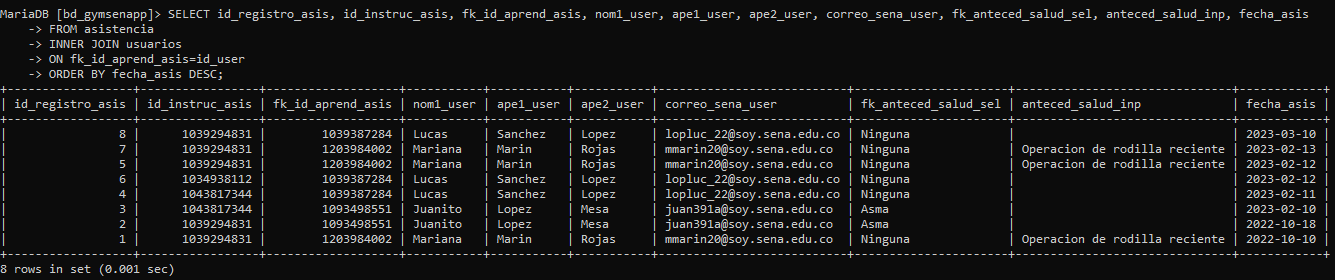 MariaDB [bd_gymsenapp]> SELECT id_registro_asis, id_instruc_asis, fk_id_aprend_asis, nom1_user, ape1_user, ape2_user, correo_sena_user, fk_anteced_salud_sel, anteced_salud_inp, fecha_asis
    -> FROM asistencia
    -> INNER JOIN usuarios
    -> ON fk_id_aprend_asis=id_user
    -> ORDER BY fecha_asis DESC;
+------------------+-----------------+-------------------+-----------+-----------+-----------+-------------------------+----------------------+-----------------------------+------------+
| id_registro_asis | id_instruc_asis | fk_id_aprend_asis | nom1_user | ape1_user | ape2_user | correo_sena_user        | fk_anteced_salud_sel | anteced_salud_inp           | fecha_asis |
+------------------+-----------------+-------------------+-----------+-----------+-----------+-------------------------+----------------------+-----------------------------+------------+
|                8 |      1039294831 |        1039387284 | Lucas     | Sanchez   | Lopez     | lopluc_22@soy.sena.edu.co | Ninguna              |                             | 2023-03-10 |
|                7 |      1039294831 |        1203984002 | Mariana   | Marin     | Rojas     | mmarin20@soy.sena.edu.co  | Ninguna              | Operacion de rodilla reciente | 2023-02-13 |
|                5 |      1039294831 |        1203984002 | Mariana   | Marin     | Rojas     | mmarin20@soy.sena.edu.co  | Ninguna              | Operacion de rodilla reciente | 2023-02-12 |
|                6 |      1034938112 |        1039387284 | Lucas     | Sanchez   | Lopez     | lopluc_22@soy.sena.edu.co | Ninguna              |                             | 2023-02-12 |
|                4 |      1043817344 |        1039387284 | Lucas     | Sanchez   | Lopez     | lopluc_22@soy.sena.edu.co | Ninguna              |                             | 2023-02-11 |
|                3 |      1043817344 |        1093498551 | Juanito   | Lopez     | Mesa      | juan391a@soy.sena.edu.co  | Asma                 |                             | 2023-02-10 |
|                2 |      1039294831 |        1093498551 | Juanito   | Lopez     | Mesa      | juan391a@soy.sena.edu.co  | Asma                 |                             | 2022-10-18 |
|                1 |      1039294831 |        1203984002 | Mariana   | Marin     | Rojas     | mmarin20@soy.sena.edu.co  | Ninguna              | Operacion de rodilla reciente | 2022-10-10 |
+------------------+-----------------+-------------------+-----------+-----------+-----------+-------------------------+----------------------+-----------------------------+------------+
8 rows in set (0.001 sec)